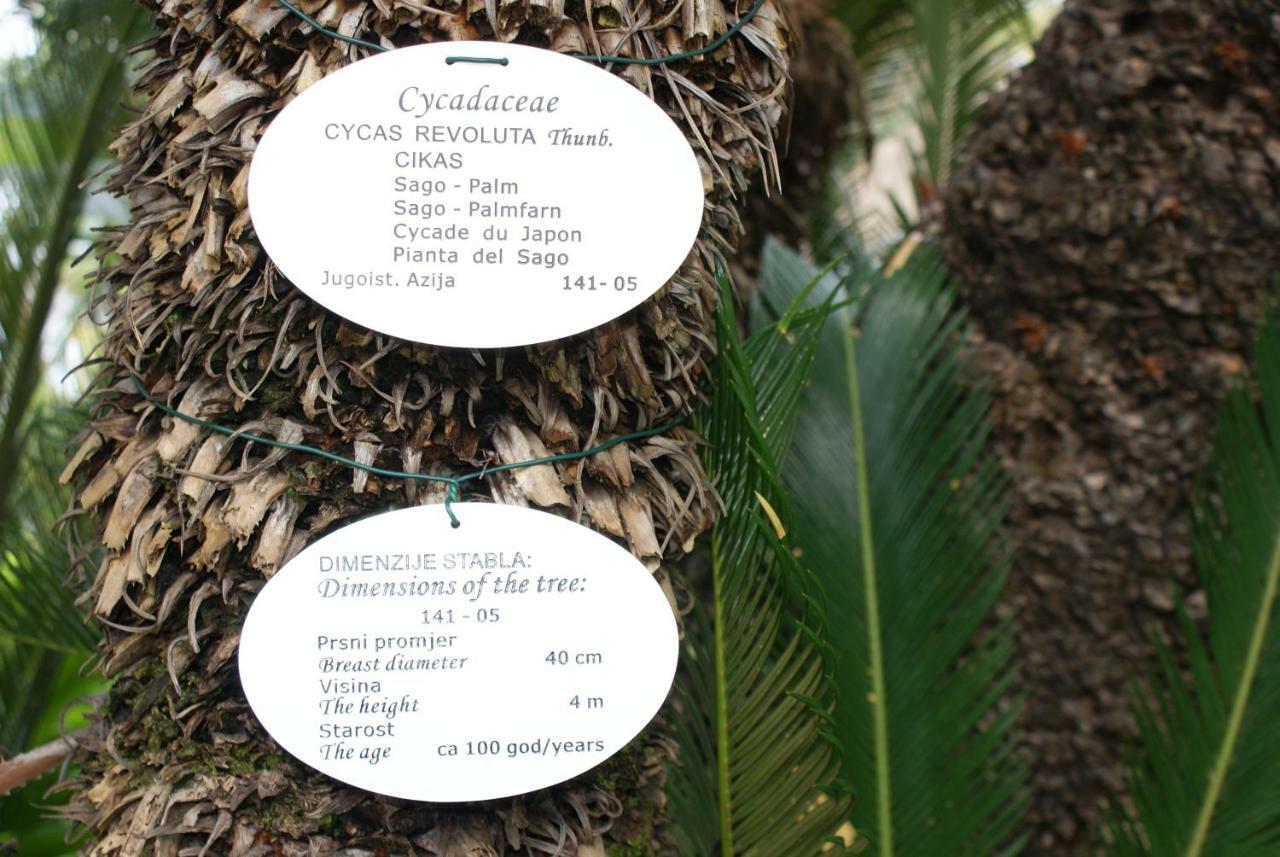 Cycadaceae
CYCAS REVOLUTA Thunb.
CIKAS
Sago - Palm
Sago - Palmfarn
Cycade du Japon
Pianta del Sago
Jugoist. Azija 141- 05
DIMENZIJE STABLA:
Dimensions of the tree:
141 - 05
Prsni promjer
Breast diameter 40 cm
Visina
The height 4 m
Starost
The age ca 100 god/years